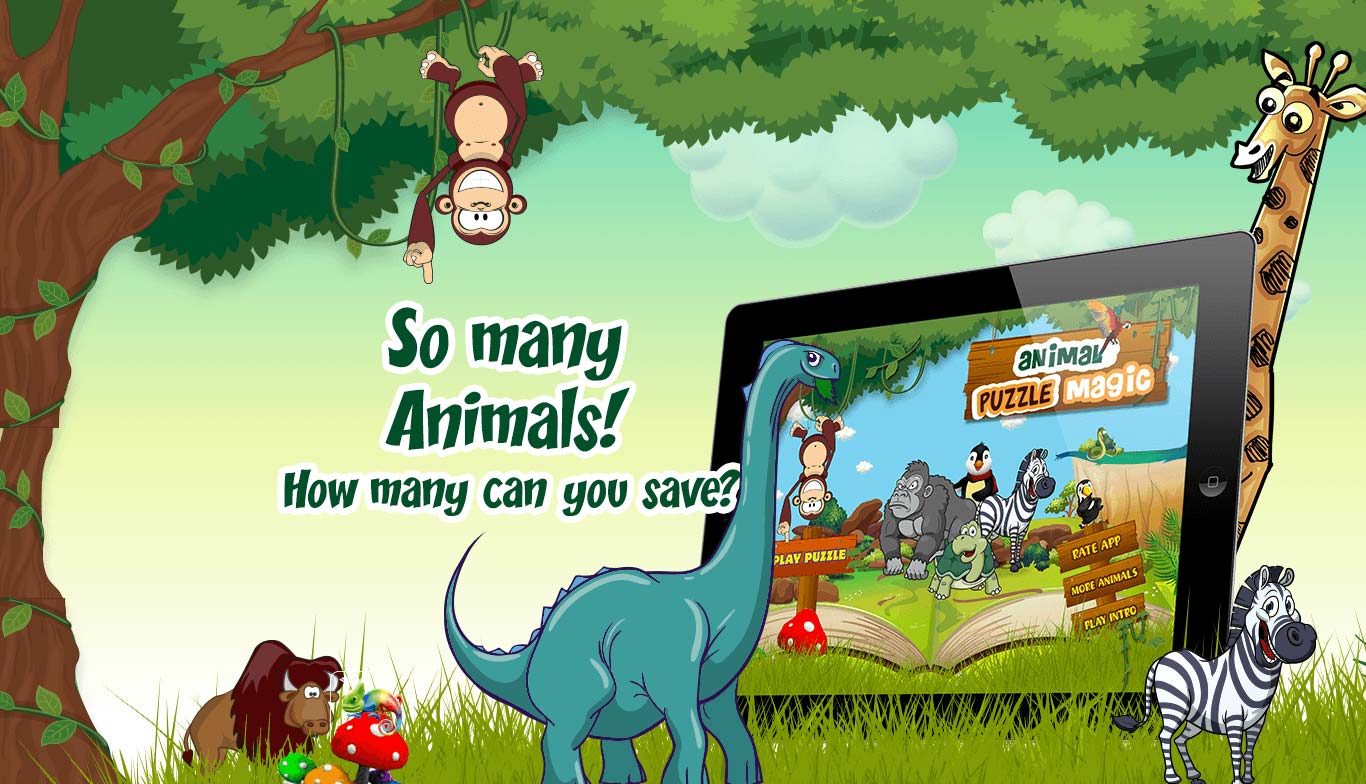 So many
Animals!
How many can you save?
ANIMAL
PUZZLE MAGIC
PLAY PUZZLE
RATE APP
MORE ANIMALS
PLAY INTRO